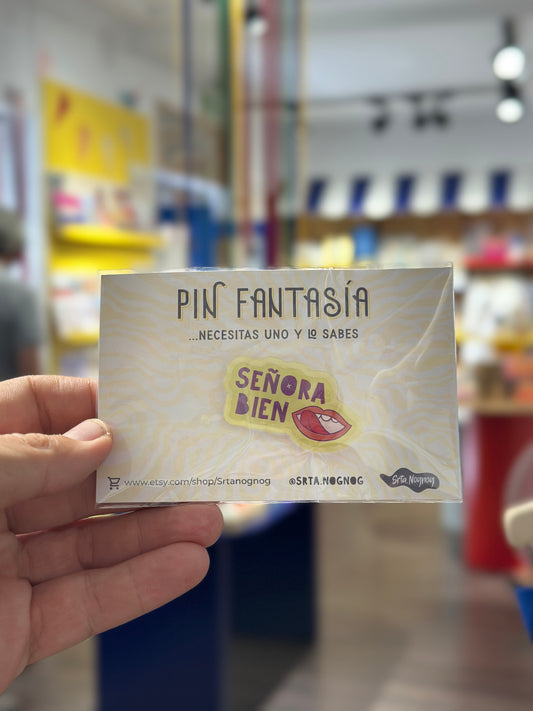 PIN FANTASÍA
...NECESITAS UNO Y LO SABES
SEÑORA
BIEN
www.etsy.com/shop/Srtanognog
@SRTA.NOGNOG
Srta.Nognog